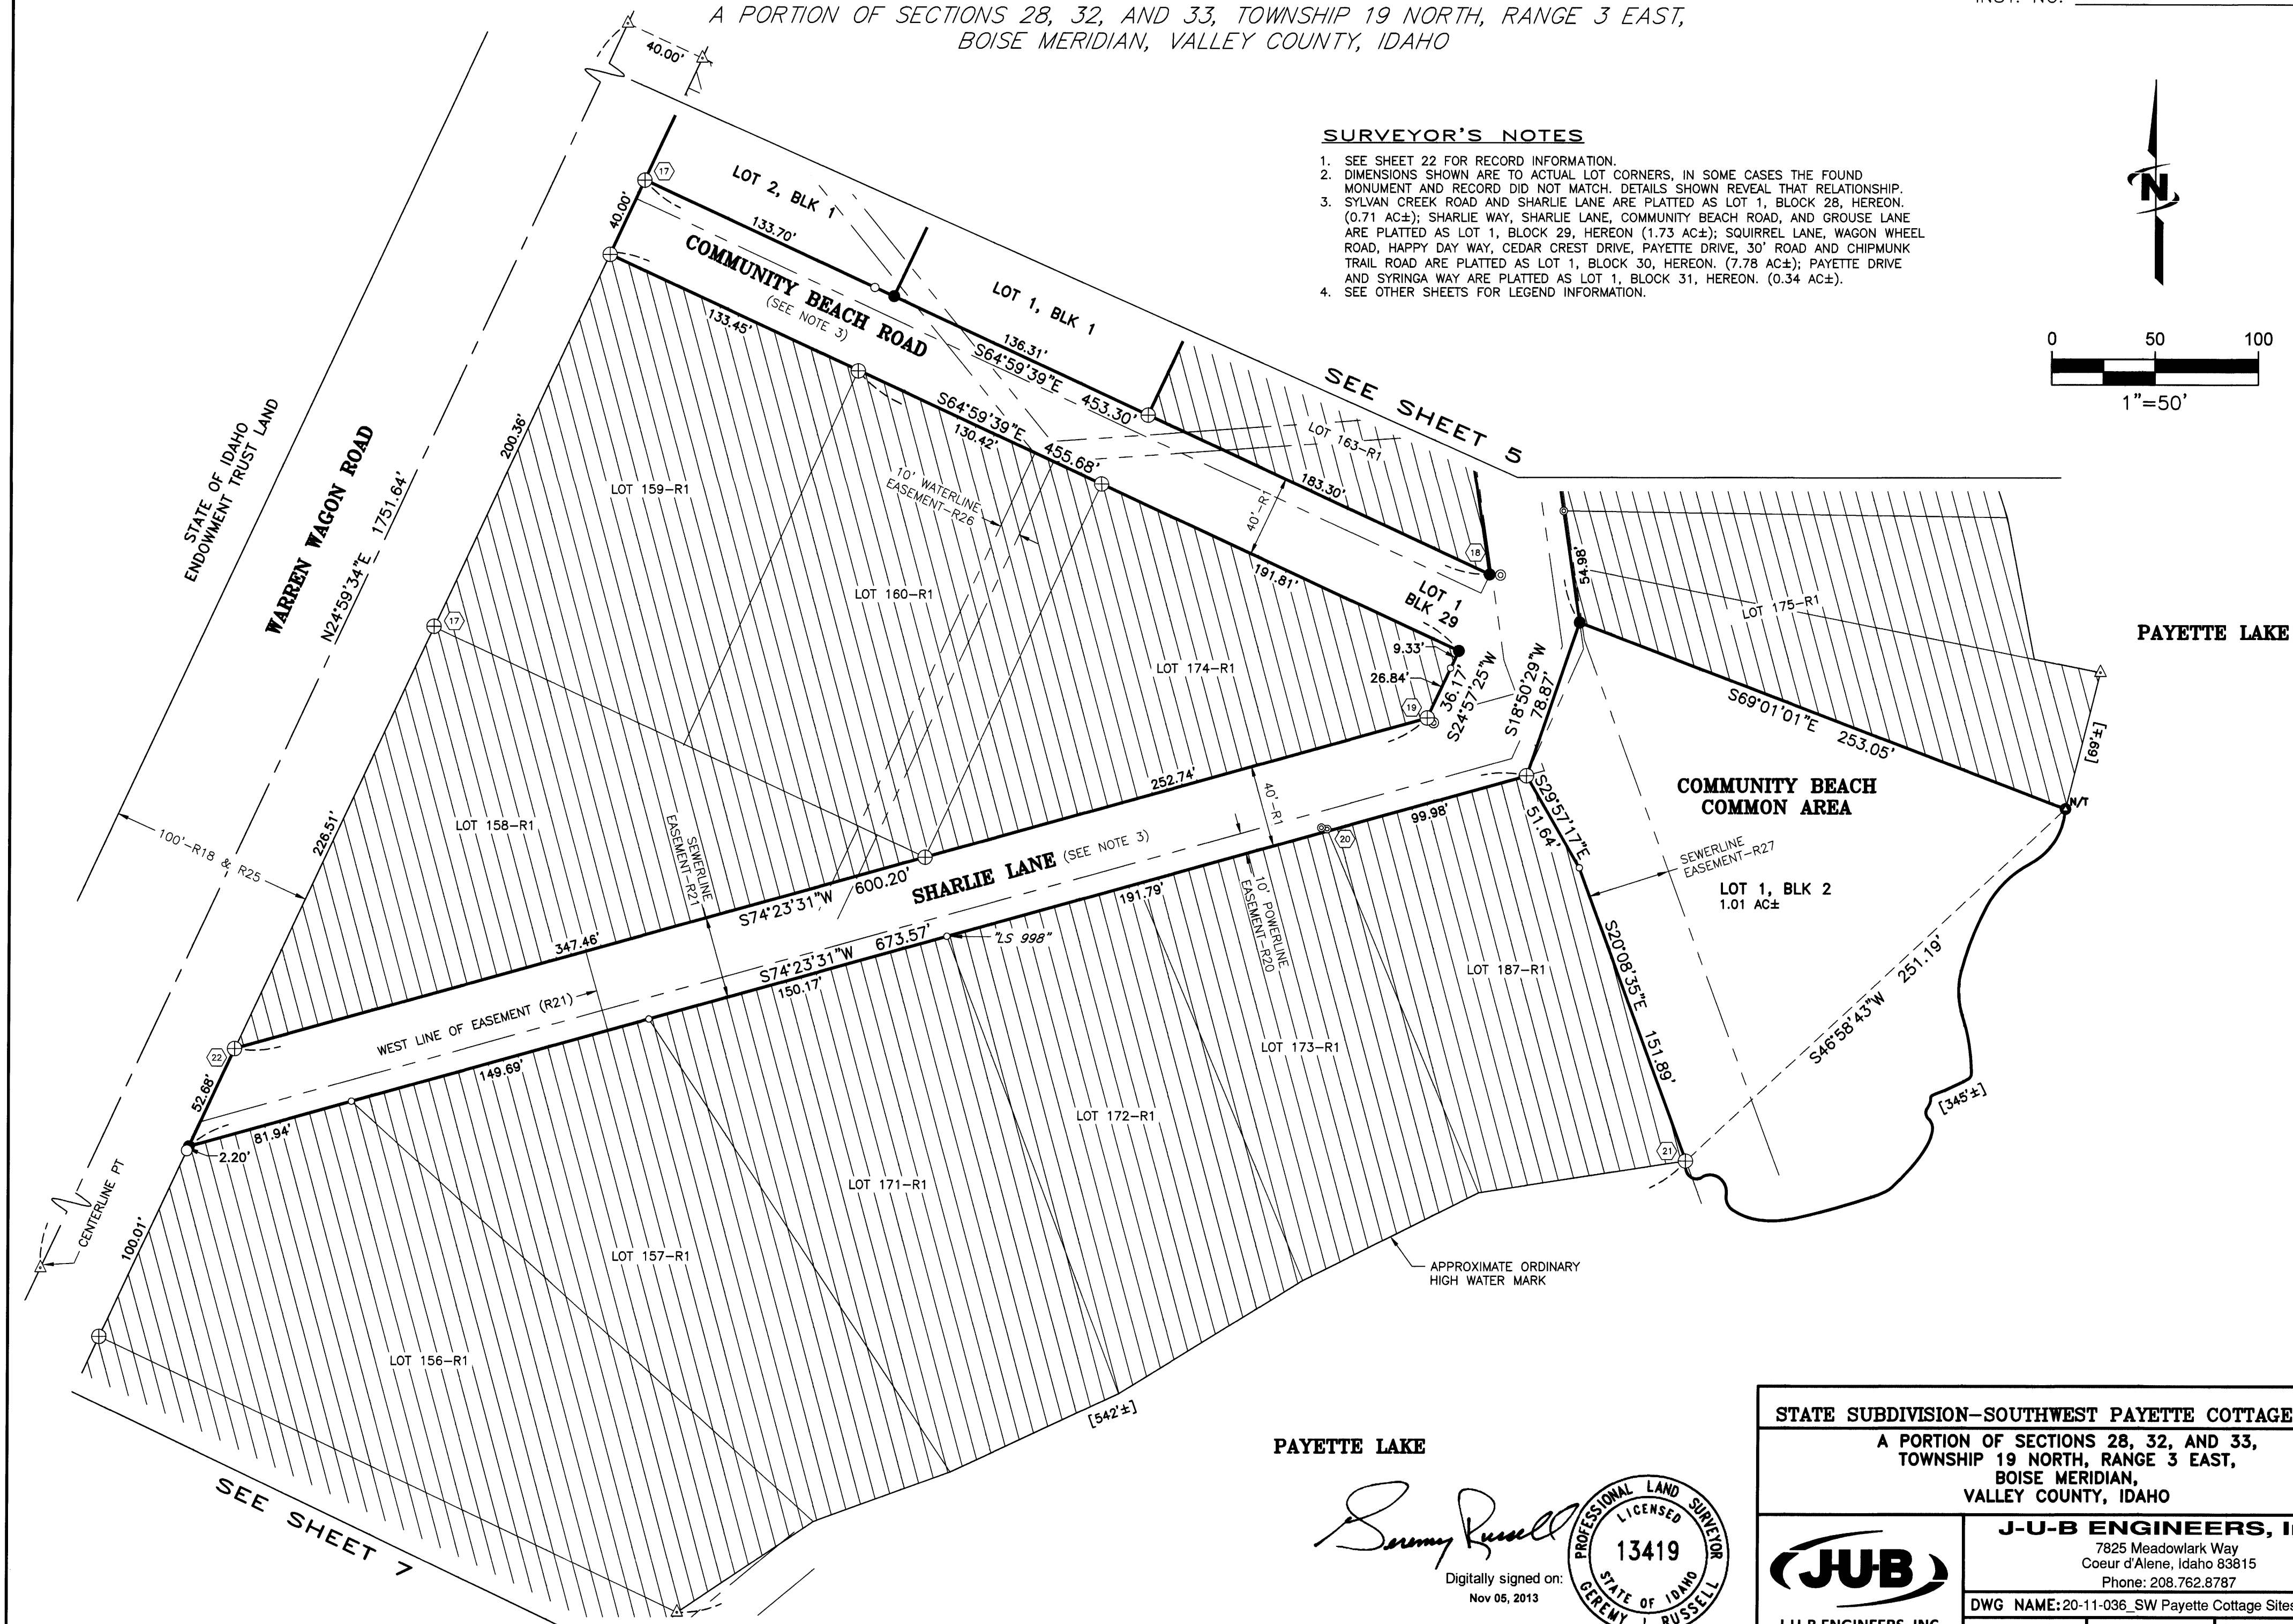 A PORTION OF SECTIONS 28, 32, AND 33, TOWNSHIP 19 NORTH, RANGE 3 EAST,
BOISE MERIDIAN, VALLEY COUNTY, IDAHO
INST. NO.
SURVEYOR'S NOTES
1. SEE SHEET 22 FOR RECORD INFORMATION.
2. DIMENSIONS SHOWN ARE TO ACTUAL LOT CORNERS, IN SOME CASES THE FOUND
MONUMENT AND RECORD DID NOT MATCH. DETAILS SHOWN REVEAL THAT RELATIONSHIP.
3. SYLVAN CREEK ROAD AND SHARLIE LANE ARE PLATTED AS LOT 1, BLOCK 28, HEREON.
(0.71 AC±); SHARLIE WAY, SHARLIE LANE, COMMUNITY BEACH ROAD, AND GROUSE LANE
ARE PLATTED AS LOT 1, BLOCK 29, HEREON (1.73 AC±); SQUIRREL LANE, WAGON WHEEL
ROAD, HAPPY DAY WAY, CEDAR CREST DRIVE, PAYETTE DRIVE, 30' ROAD AND CHIPMUNK
TRAIL ROAD ARE PLATTED AS LOT 1, BLOCK 30, HEREON. (7.78 AC±); PAYETTE DRIVE
AND SYRINGA WAY ARE PLATTED AS LOT 1, BLOCK 31, HEREON. (0.34 AC±).
4. SEE OTHER SHEETS FOR LEGEND INFORMATION.
N
0 50 100
1"=50'
40.00'
17
40.00'
LOT 2, BLK 1
133.70'
COMMUNITY BEACH ROAD
(SEE NOTE 3)
LOT 1, BLK 1
136.31'
S64°59'39"E 453.30'
133.45'
S64°59'39"E 455.68'
130.42'
SEE SHEET 5
LOT 163-R1
183.30'
40'-R1
191.81'
18
LOT 1
BLK 29
54.98'
LOT 175-R1
PAYETTE LAKE
STATE OF IDAHO
ENDOWMENT TRUST LAND
WARREN WAGON ROAD
N24°59'34"E 1751.64'
200.36'
LOT 159-R1
10' WATERLINE
EASEMENT-R26
LOT 160-R1
17
LOT 174-R1
9.33'
26.84'
36.17'
S24°57'25"W
19
S18°50'29"W
78.87'
S69°01'01"E 253.05'
[69'±]
N/T
COMMUNITY BEACH
COMMON AREA
SEWERLINE
EASEMENT-R27
LOT 1, BLK 2
1.01 AC±
S29°57'17"E
51.64'
100'-R18 & R25
226.51'
LOT 158-R1
SEWERLINE
EASEMENT-R21
252.74'
40'-R1
SHARLIE LANE (SEE NOTE 3)
S74°23'31"W 600.20'
347.46'
99.98'
20
191.79'
10' POWERLINE
EASEMENT-R20
"LS 998"
S74°23'31"W 673.57'
150.17'
WEST LINE OF EASEMENT (R21)
149.69'
22
52.68'
81.94'
2.20'
LOT 187-R1
LOT 173-R1
LOT 172-R1
LOT 171-R1
LOT 157-R1
LOT 156-R1
S20°08'35"E 151.89'
S46°58'43"W 251.19'
[345'±]
21
CENTERLINE PT
100.01'
APPROXIMATE ORDINARY
HIGH WATER MARK
[542'±]
SEE SHEET 7
PAYETTE LAKE
Geremy Russell
Digitally signed on:
Nov 05, 2013
PROFESSIONAL LAND SURVEYOR
LICENSED
13419
STATE OF IDAHO
GEREMY J. RUSSELL
STATE SUBDIVISION-SOUTHWEST PAYETTE COTTAGE
A PORTION OF SECTIONS 28, 32, AND 33,
TOWNSHIP 19 NORTH, RANGE 3 EAST,
BOISE MERIDIAN,
VALLEY COUNTY, IDAHO
J-U-B
J-U-B ENGINEERS, INC.
J-U-B ENGINEERS, I
7825 Meadowlark Way
Coeur d'Alene, Idaho 83815
Phone: 208.762.8787
DWG NAME: 20-11-036_SW Payette Cottage Sites